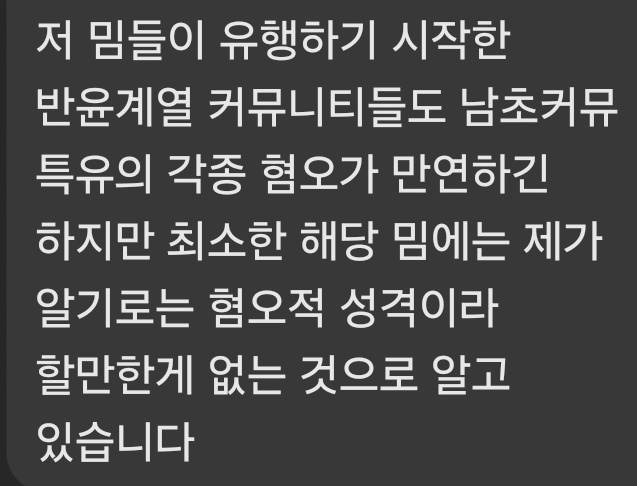 저 밈들이 유행하기 시작한
반윤계열 커뮤니티들도 남초커뮤
특유의 각종 혐오가 만연하긴
하지만 최소한 해당 밈에는 제가
알기로는 혐오적 성격이라
할만한게 없는 것으로 알고
있습니다